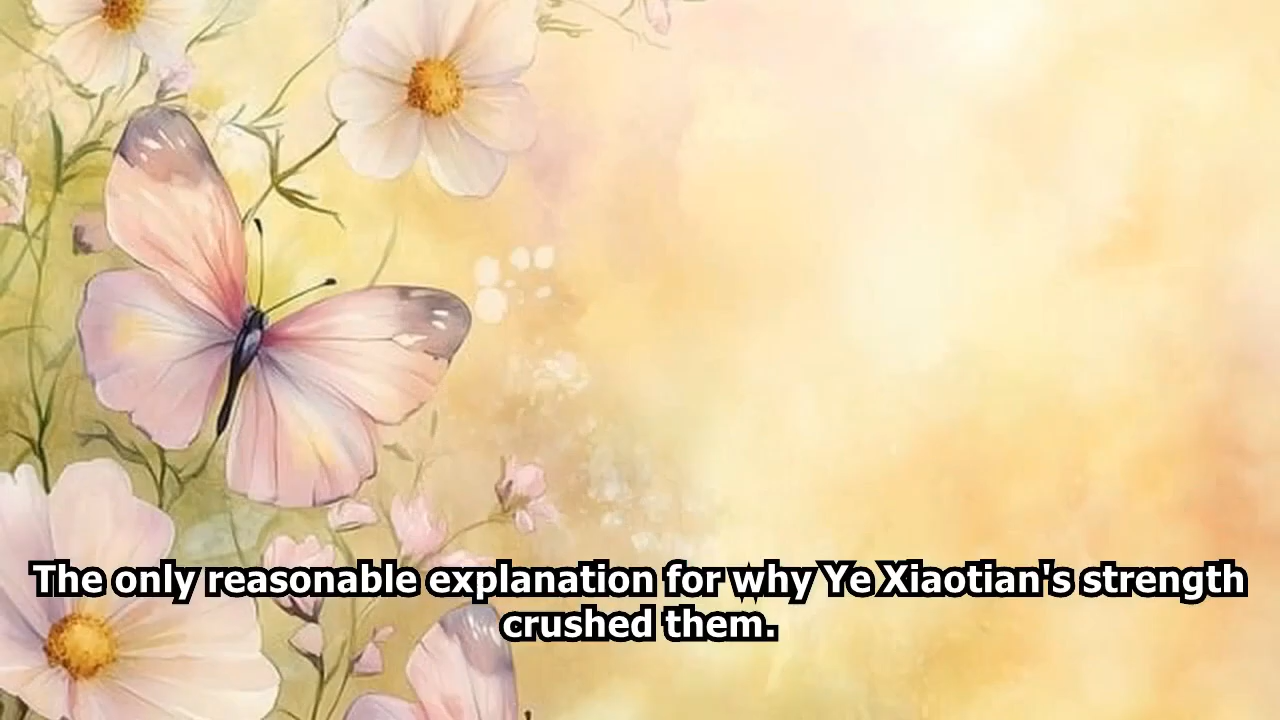 The only reasonable explanation for why Ye Xiaotian's strength
crushed them.